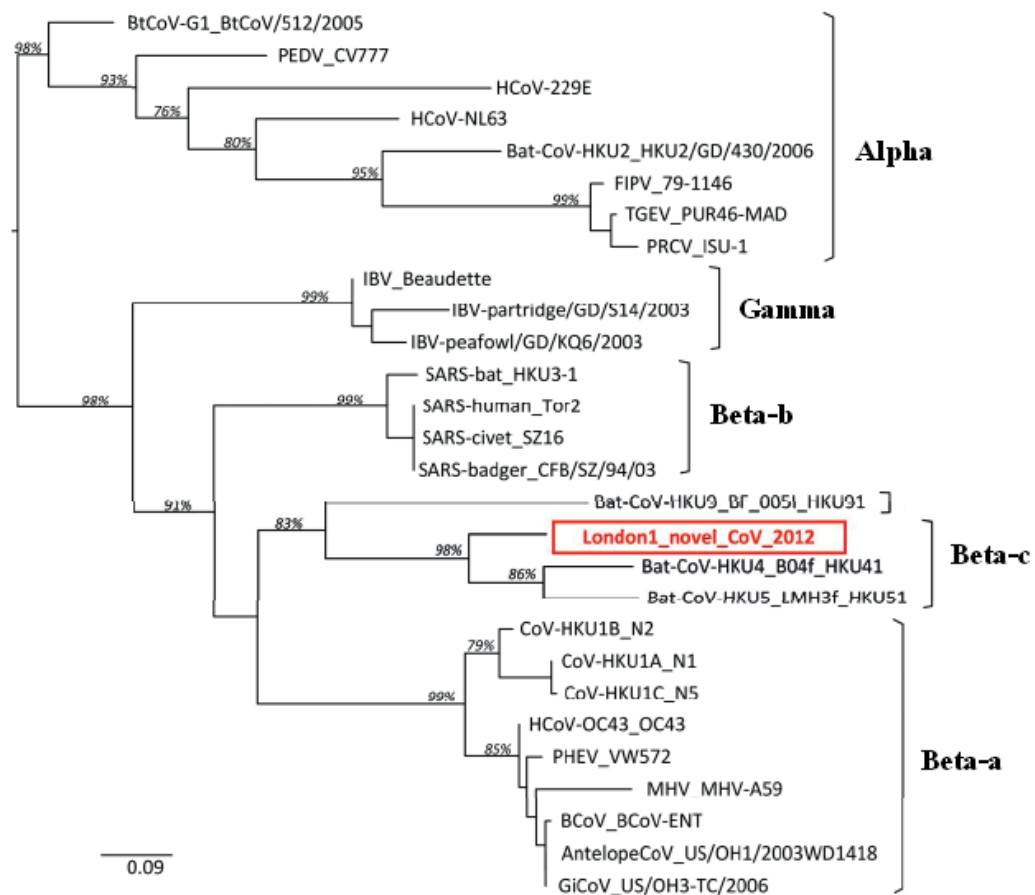 BtCoV-G1_BtCoV/512/2005
98%
PEDV_CV777
93%
HCoV-229E
76%
HCoV-NL63
80%
Bat-CoV-HKU2_HKU2/GD/430/2006
Alpha
95%
FIPV_79-1146
99%
TGEV_PUR46-MAD
PRCV_ISU-1
IBV_Beaudette
99%
IBV-partridge/GD/S14/2003
Gamma
IBV-peafowl/GD/KQ6/2003
SARS-bat_HKU3-1
98%
99%
SARS-human_Tor2
Beta-b
SARS-civet_SZ16
SARS-badger_CFB/SZ/94/03
91%
Bat-CoV-HKU9_BF_005I_HKU91
83%
London1_novel_CoV_2012
98%
Beta-c
Bat-CoV-HKU4_B04f_HKU41
86%
Bat-CoV-HKU5_LMH3f_HKU51
CoV-HKU1B_N2
79%
CoV-HKU1A_N1
99%
CoV-HKU1C_N5
HCoV-OC43_OC43
85%
PHEV_VW572
Beta-a
MHV_MHV-A59
BCoV_BCoV-ENT
AntelopeCoV_US/OH1/2003WD1418
0.09
GiCoV_US/OH3-TC/2006